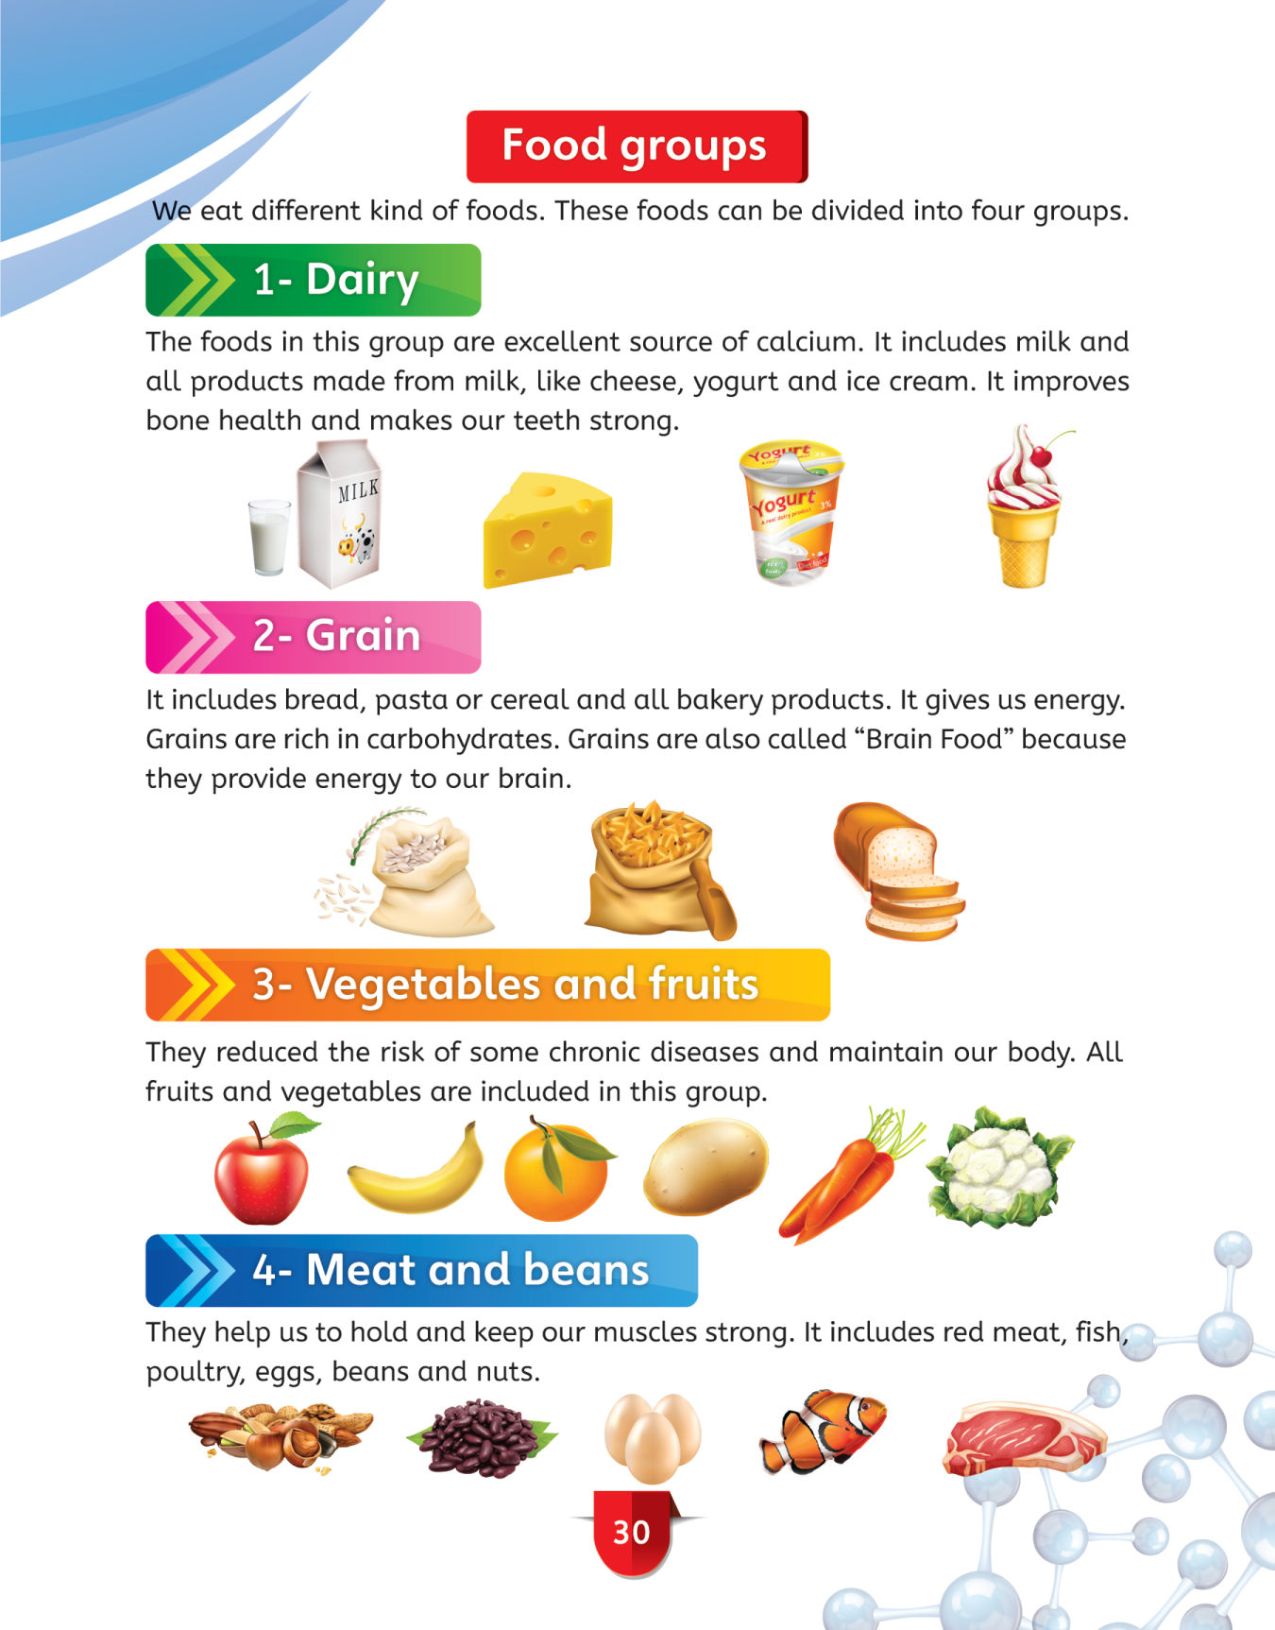 Food groups
We eat different kind of foods. These foods can be divided into four groups.
1- Dairy
The foods in this group are excellent source of calcium. It includes milk and
all products made from milk, like cheese, yogurt and ice cream. It improves
bone health and makes our teeth strong.
MILK
Yogurt
Yogurt
3%
2- Grain
It includes bread, pasta or cereal and all bakery products. It gives us energy.
Grains are rich in carbohydrates. Grains are also called “Brain Food” because
they provide energy to our brain.
3- Vegetables and fruits
They reduced the risk of some chronic diseases and maintain our body. All
fruits and vegetables are included in this group.
4- Meat and beans
They help us to hold and keep our muscles strong. It includes red meat, fish,
poultry, eggs, beans and nuts.
30